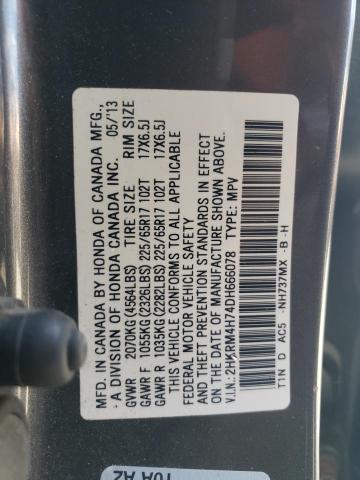 MFD. IN CANADA BY HONDA OF CANADA MFG.,
A DIVISION OF HONDA CANADA INC. 05/'13
GVWR 2070KG(4564LBS) TIRE SIZE RIM SIZE
GAWR F 1055KG(2326LBS)225/65R17 102T 17X6.5J
GAWR R 1035KG(2282LBS)225/65R17 102T 17X6.5J
THIS VEHICLE CONFORMS TO ALL APPLICABLE
FEDERAL MOTOR VEHICLE SAFETY
AND THEFT PREVENTION STANDARDS IN EFFECT
ON THE DATE OF MANUFACTURE SHOWN ABOVE.
V.I.N.: 2HKRM4H74DH666078 TYPE: MPV
T1N D AC5 -NH737MX -B -H